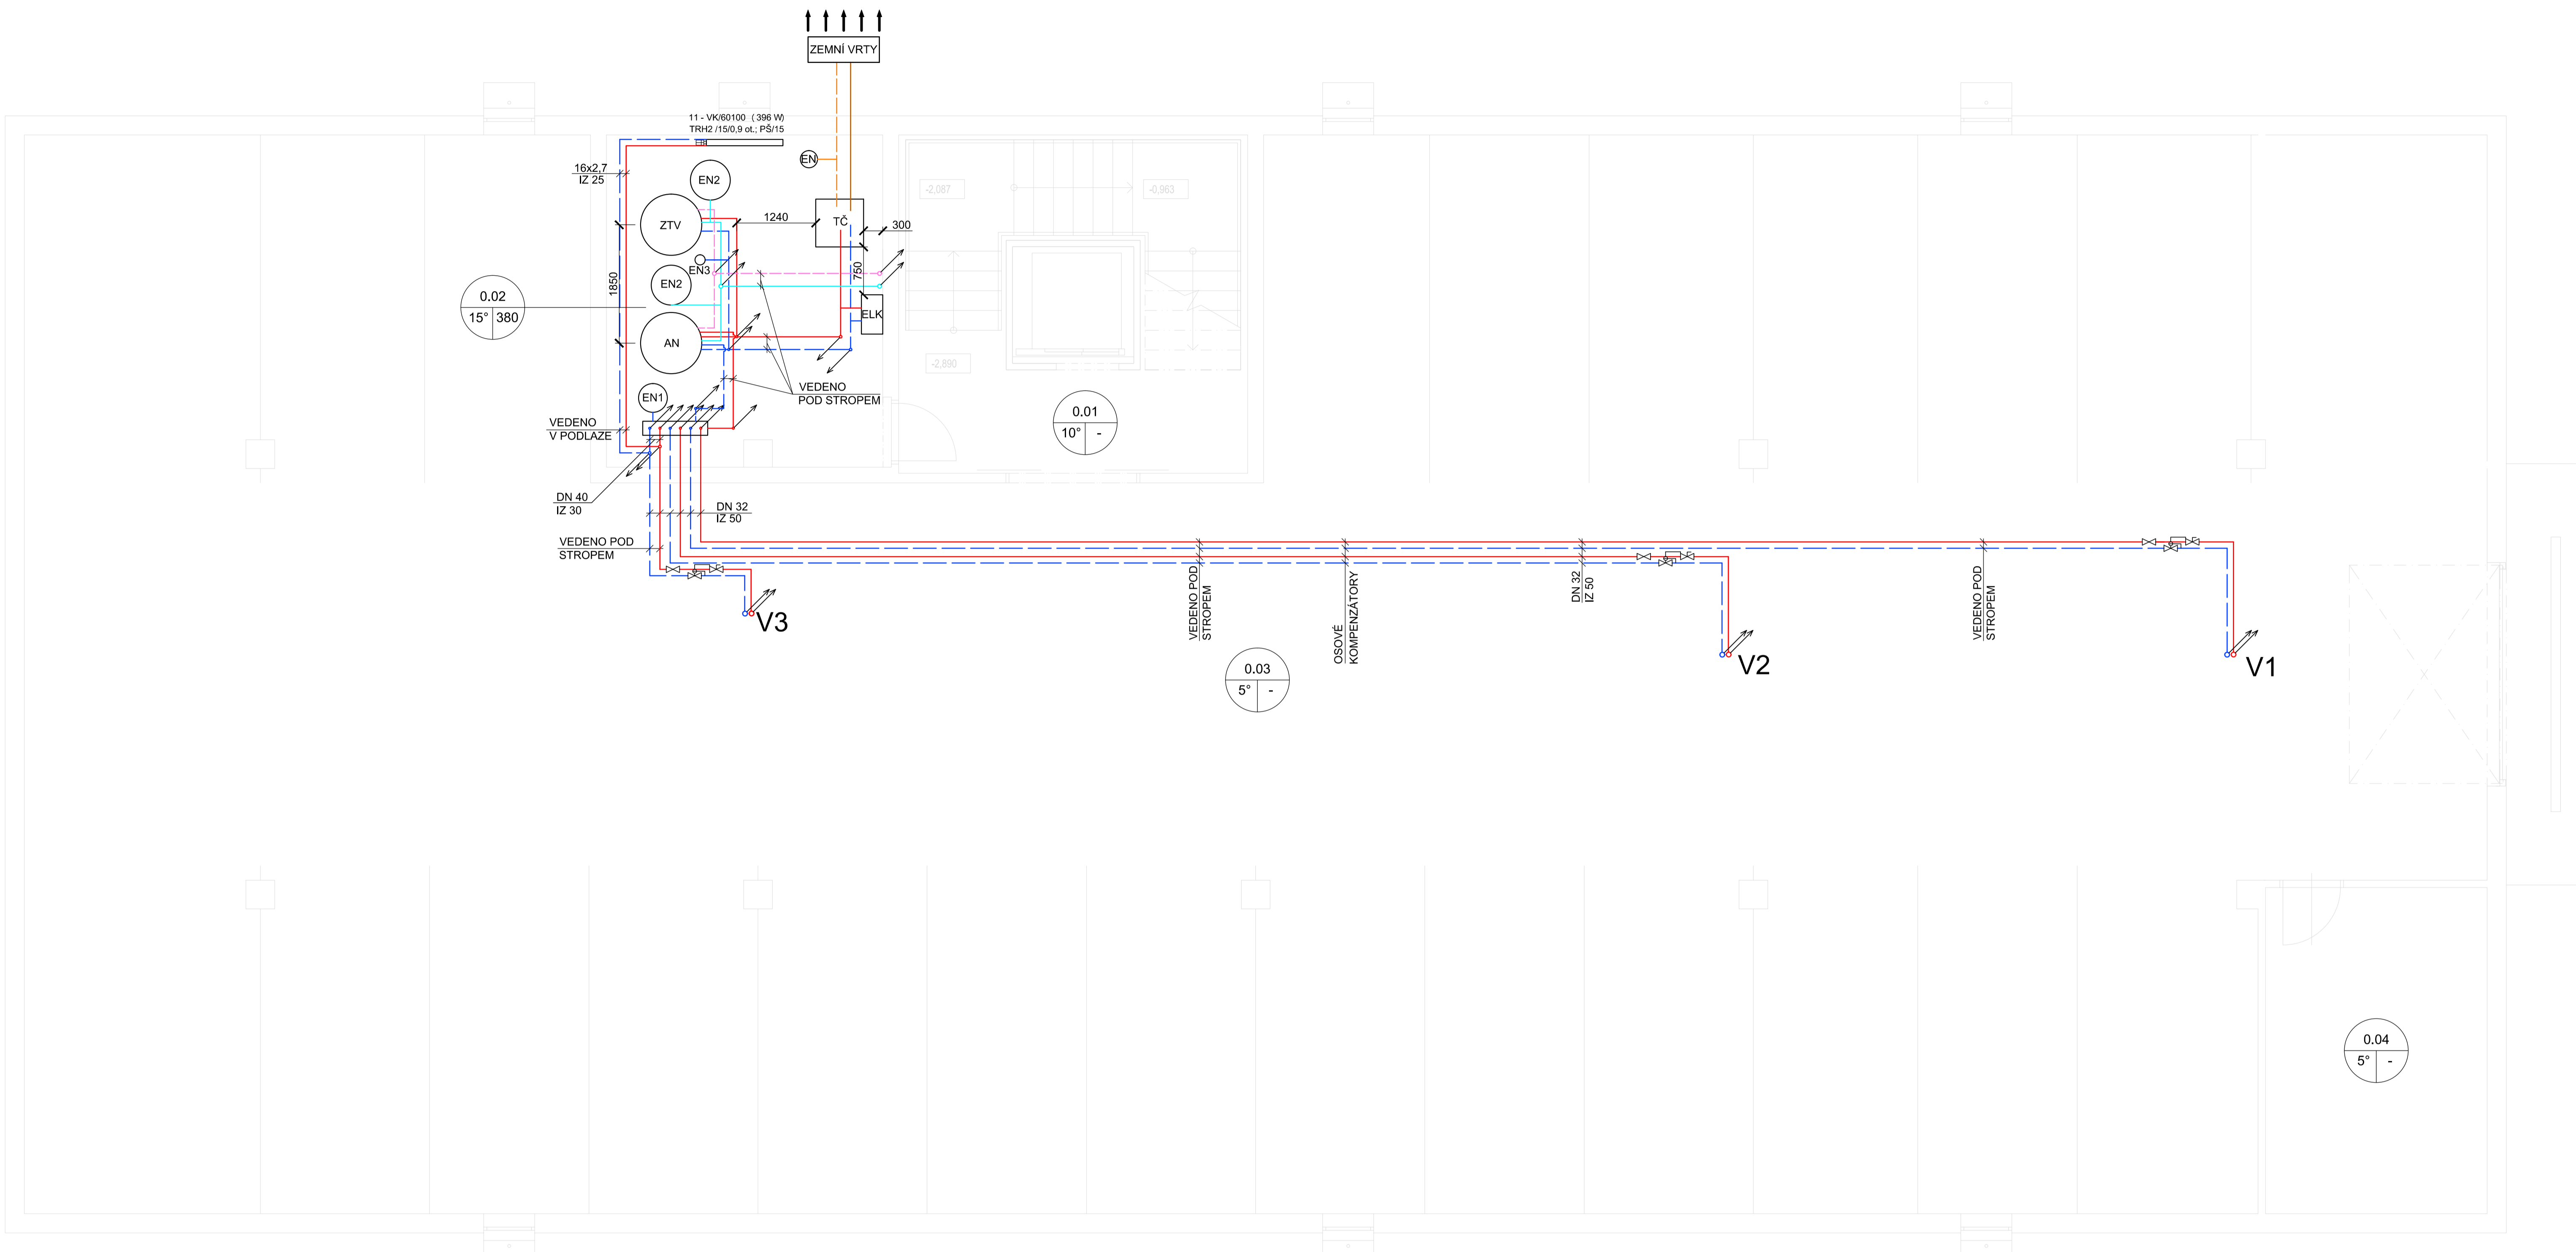 ZEMNÍ VRTY
11 - VK/60100 ( 396 W)
TRH2 /15/0,9 ot.; PŠ/15
16x2,7
IZ 25
EN
EN2
-2,087
-0,963
ZTV
1240
TČ
300
EN3
EN2
1850
750
0.02
15° 380
ELK
AN
-2,890
VEDENO
POD STROPEM
EN1
0.01
10° -
VEDENO
V PODLAZE
DN 40
IZ 30
DN 32
IZ 50
VEDENO POD
STROPEM
VEDENO POD
STROPEM
OSOVÉ
KOMPENZÁTORY
DN 32
IZ 50
VEDENO POD
STROPEM
V3
V2
V1
0.03
5° -
0.04
5° -